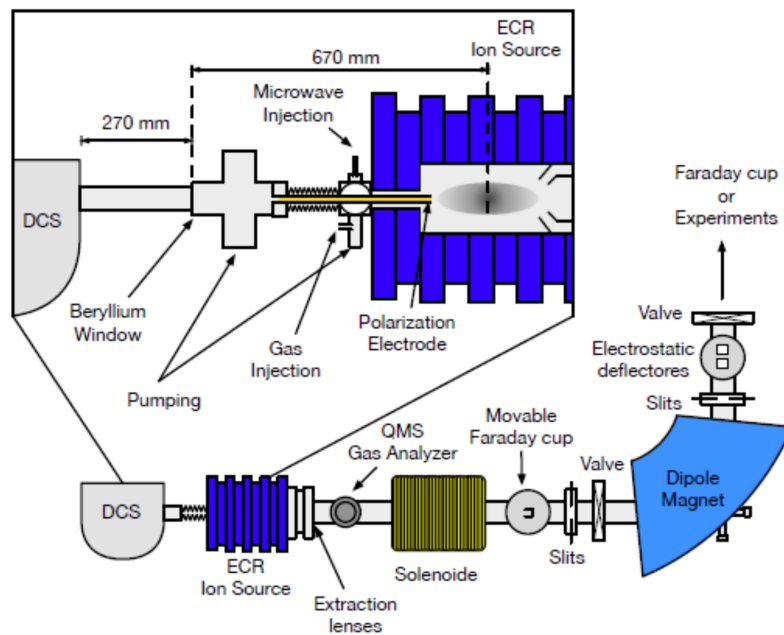 ECR
Ion Source
670 mm
Microwave
Injection
270 mm
DCS
Faraday cup
or
Experiments
Beryllium
Window
Gas
Injection
Polarization
Electrode
Pumping
Valve
Electrostatic
deflectores
Slits
QMS
Gas Analyzer
Movable
Faraday cup
Valve
Dipole
Magnet
DCS
ECR
Ion Source
Extraction
lenses
Solenoide
Slits